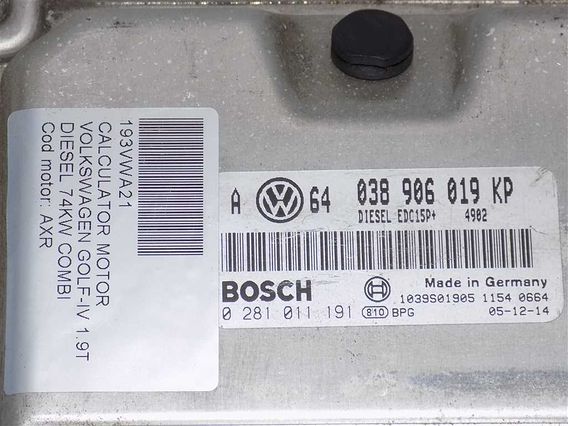 193VWA21
CALCULATOR MOTOR
VOLKSWAGEN GOLF-IV 1.9T
DIESEL 74KW COMBI
Cod motor: AXR
A VW 64 038 906 019 KP
DIESEL EDC15P+ 4902
BOSCH Made in Germany
1039S01905 1154 0664
0 281 011 191 810 BPG 05-12-14